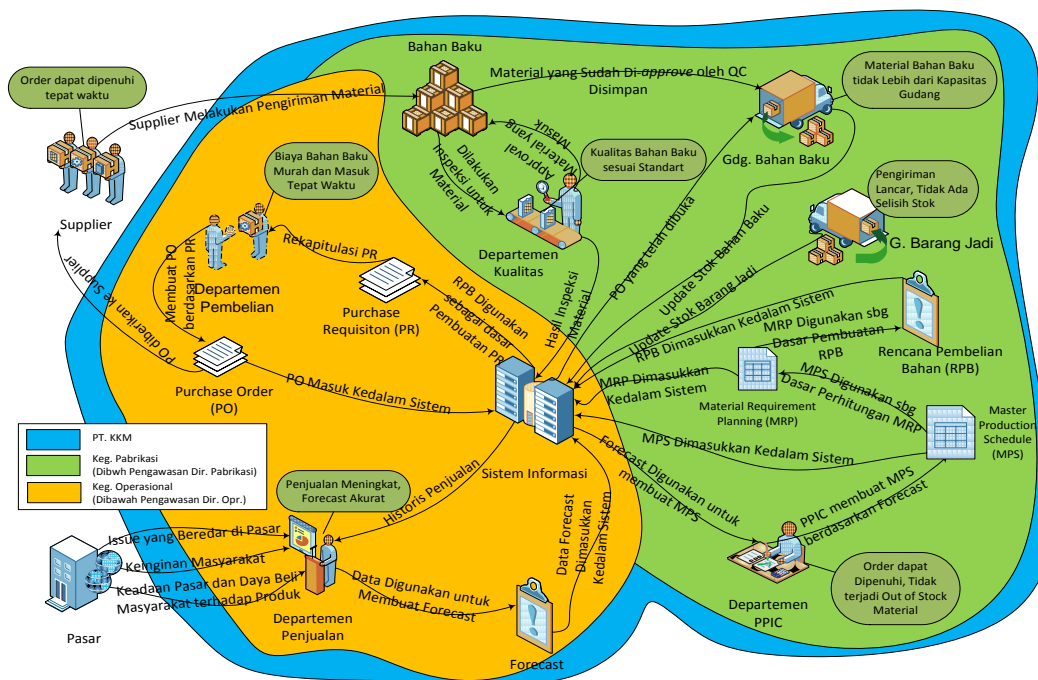 Order dapat dipenuhi
tepat waktu
Supplier
Supplier Melakukan Pengiriman Material
Bahan Baku
Material yang Sudah Di-approve oleh QC
Disimpan
Material Bahan Baku
tidak Lebih dari Kapasitas
Gudang
Gdg. Bahan Baku
Approval
Material yang
Masuk
Dilakukan
Inspeksi untuk
Material
Kualitas Bahan Baku
sesuai Standart
Departemen
Kualitas
Biaya Bahan Baku
Murah dan Masuk
Tepat Waktu
Departemen
Pembelian
Rekapitulasi PR
Purchase
Requisiton (PR)
Membuat PO
berdasarkan PR
PO diberikan ke Supplier
Purchase Order
(PO)
PO Masuk Kedalam Sistem
RPB Digunakan
sebagai dasar
Pembuatan PR
Hasil Inspeksi
Material
PO yang telah dibuka
Update Stok Bahan Baku
Update Stok Barang Jadi
Pengiriman
Lancar, Tidak Ada
Selisih Stok
G. Barang Jadi
RPB Dimasukkan Kedalam Sistem
MRP Digunakan sbg
Dasar Pembuatan
RPB
Rencana Pembelian
Bahan (RPB)
MRP Dimasukkan
Kedalam Sistem
Material Requirement
Planning (MRP)
MPS Digunakan sbg
Dasar Perhitungan MRP
Master
Production
Schedule
(MPS)
MPS Dimasukkan Kedalam Sistem
Forecast Digunakan untuk
membuat MPS
PPIC membuat MPS
berdasarkan Forecast
Departemen
PPIC
Order dapat
Dipenuhi, Tidak
terjadi Out of Stock
Material
Sistem Informasi
Historis Penjualan
Data Forecast
Dimasukkan
Kedalam Sistem
PT. KKM
Keg. Pabrikasi
(Dibwh Pengawasan Dir. Pabrikasi)
Keg. Operasional
(Dibawah Pengawasan Dir. Opr.)
Penjualan Meningkat,
Forecast Akurat
Issue yang Beredar di Pasar
Keinginan Masyarakat
Keadaan Pasar dan Daya Beli
Masyarakat terhadap Produk
Pasar
Departemen
Penjualan
Data Digunakan untuk
Membuat Forecast
Forecast